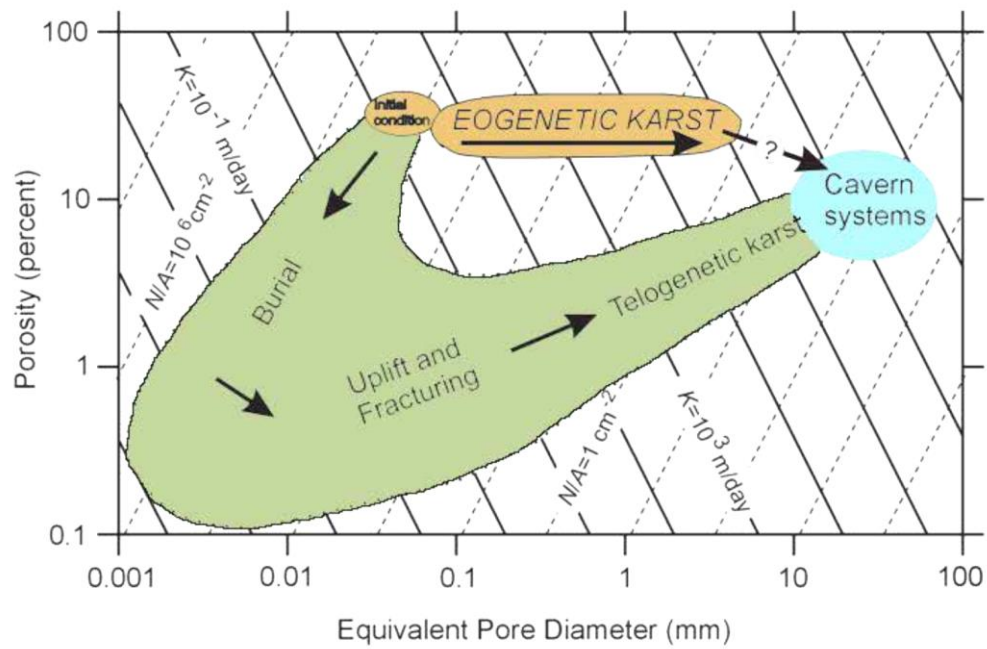 100
10
1
0.1
Porosity (percent)
0.001
0.01
0.1
1
10
100
Equivalent Pore Diameter (mm)
K=10⁻¹ m/day
N/A=10⁶cm⁻²
Initial
condition
EOGENETIC KARST
?
Cavern
systems
Burial
Uplift and
Fracturing
Telogenetic karst
N/A=1 cm⁻²
K=10³ m/day